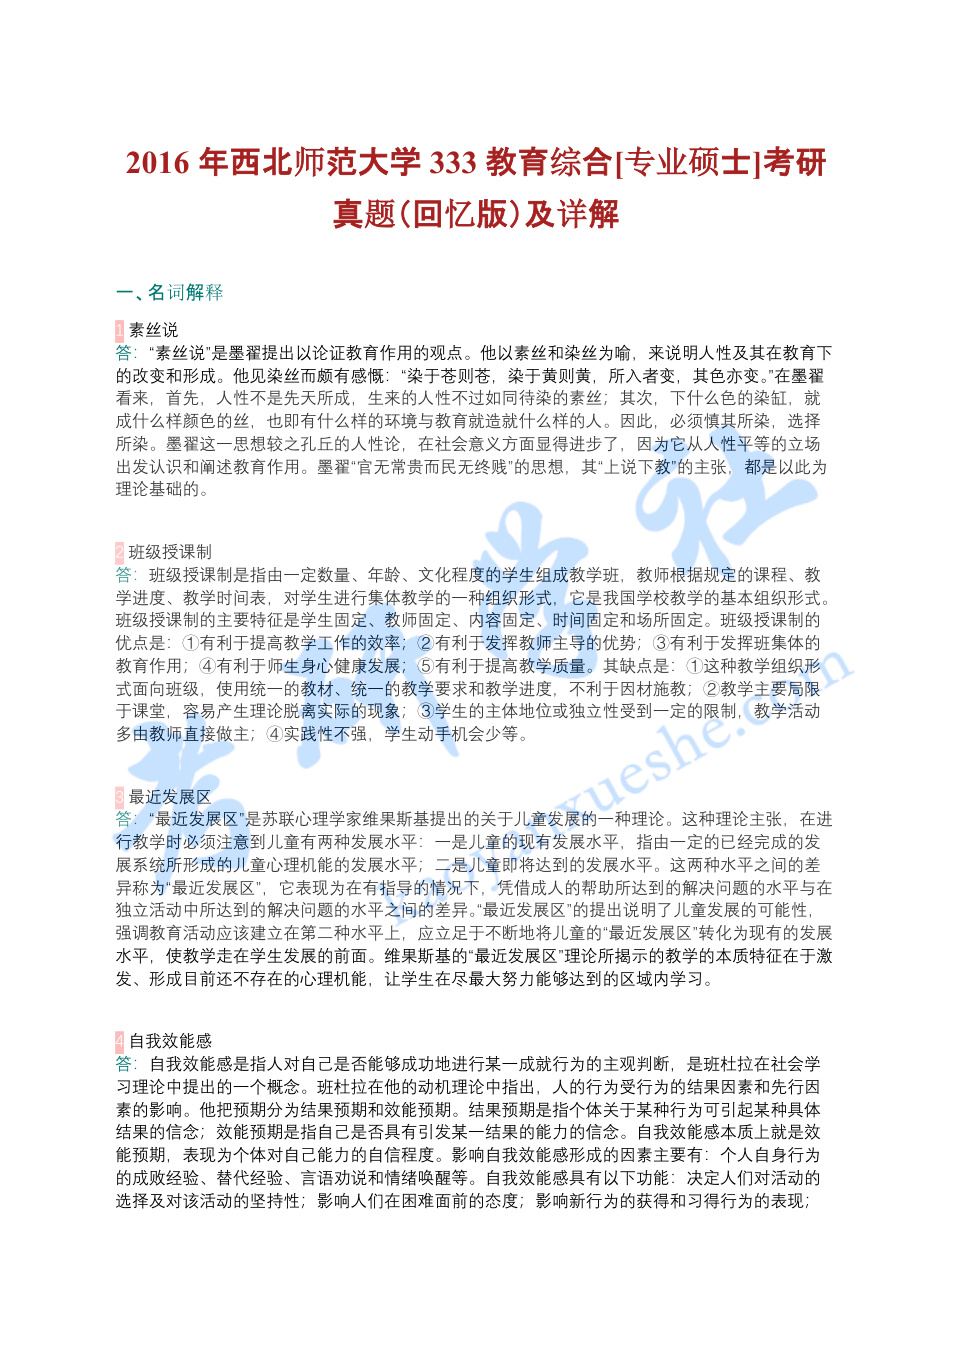 2016 年西北师范大学 333 教育综合[专业硕士]考研
真题（回忆版）及详解
一、名词解释
1 素丝说
答：“素丝说”是墨翟提出以论证教育作用的观点。他以素丝和染丝为喻，来说明人性及其在教育下
的改变和形成。他见染丝而颇有感慨：“染于苍则苍，染于黄则黄，所入者变，其色亦变。”在墨翟
看来，首先，人性不是先天所成，生来的人性不过如同待染的素丝；其次，下什么色的染缸，就
成什么样颜色的丝，也即有什么样的环境与教育就造就什么样的人。因此，必须慎其所染，选择
所染。墨翟这一思想较之孔丘的人性论，在社会意义方面显得进步了，因为它从人性平等的立场
出发认识和阐述教育作用。墨翟“官无常贵而民无终贱”的思想，其“上说下教”的主张，都是以此为
理论基础的。
2 班级授课制
答：班级授课制是指由一定数量、年龄、文化程度的学生组成教学班，教师根据规定的课程、教
学进度、教学时间表，对学生进行集体教学的一种组织形式，它是我国学校教学的基本组织形式。
班级授课制的主要特征是学生固定、教师固定、内容固定、时间固定和场所固定。班级授课制的
优点是：①有利于提高教学工作的效率；②有利于发挥教师主导的优势；③有利于发挥班集体的
教育作用；④有利于师生身心健康发展；⑤有利于提高教学质量。其缺点是：①这种教学组织形
式面向班级，使用统一的教材、统一的教学要求和教学进度，不利于因材施教；②教学主要局限
于课堂，容易产生理论脱离实际的现象；③学生的主体地位或独立性受到一定的限制，教学活动
多由教师直接做主；④实践性不强，学生动手机会少等。
3 最近发展区
答：“最近发展区”是苏联心理学家维果斯基提出的关于儿童发展的一种理论。这种理论主张，在进
行教学时必须注意到儿童有两种发展水平：一是儿童的现有发展水平，指由一定的已经完成的发
展系统所形成的儿童心理机能的发展水平；二是儿童即将达到的发展水平。这两种水平之间的差
异称为“最近发展区”，它表现为在有指导的情况下，凭借成人的帮助所达到的解决问题的水平与在
独立活动中所达到的解决问题的水平之间的差异。“最近发展区”的提出说明了儿童发展的可能性，
强调教育活动应该建立在第二种水平上，应立足于不断地将儿童的“最近发展区”转化为现有的发展
水平，使教学走在学生发展的前面。维果斯基的“最近发展区”理论所揭示的教学的本质特征在于激
发、形成目前还不存在的心理机能，让学生在尽最大努力能够达到的区域内学习。
4 自我效能感
答：自我效能感是指人对自己是否能够成功地进行某一成就行为的主观判断，是班杜拉在社会学
习理论中提出的一个概念。班杜拉在他的动机理论中指出，人的行为受行为的结果因素和先行因
素的影响。他把预期分为结果预期和效能预期。结果预期是指个体关于某种行为可引起某种具体
结果的信念；效能预期是指自己是否具有引发某一结果的能力的信念。自我效能感本质上就是效
能预期，表现为个体对自己能力的自信程度。影响自我效能感形成的因素主要有：个人自身行为
的成败经验、替代经验、言语劝说和情绪唤醒等。自我效能感具有以下功能：决定人们对活动的
选择及对该活动的坚持性；影响人们在困难面前的态度；影响新行为的获得和习得行为的表现；
考研学社
kaoyanxueshe.com